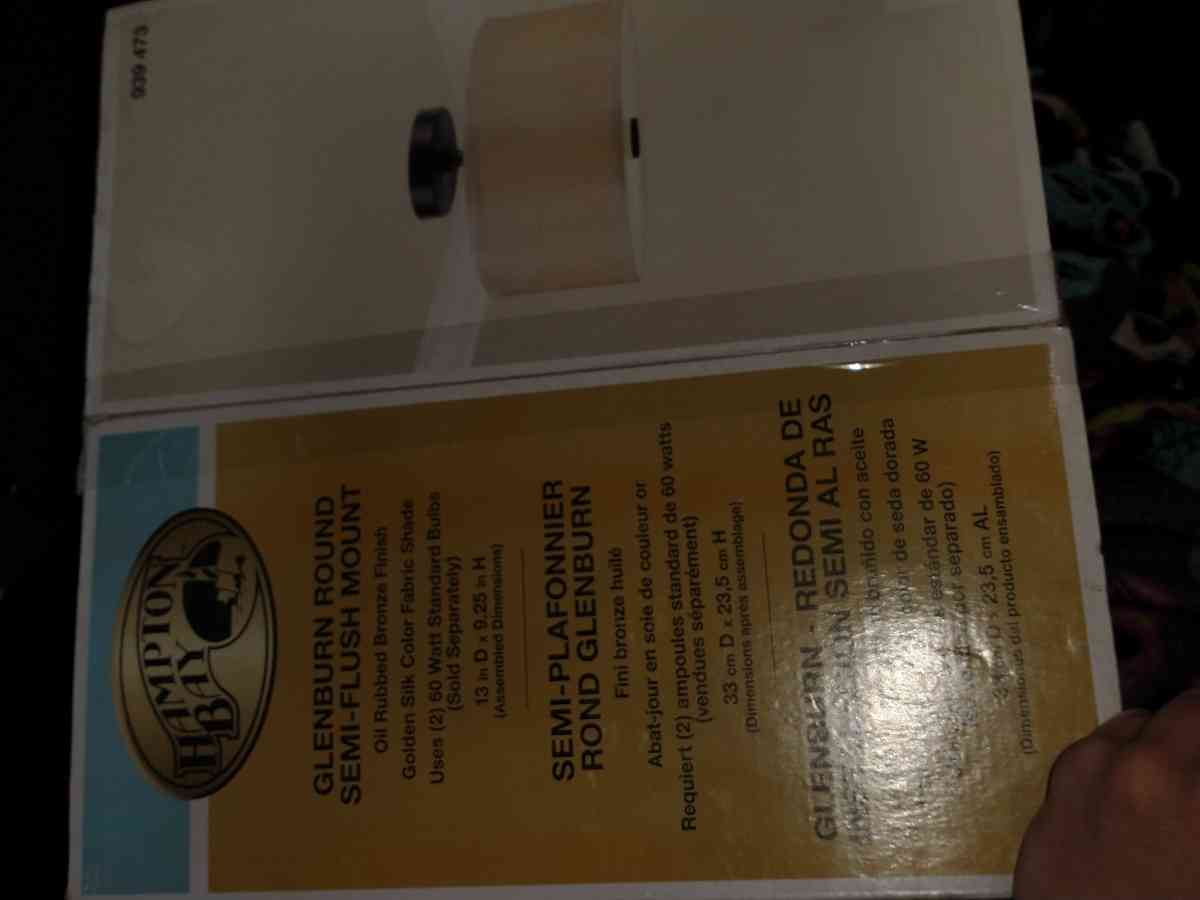 939 473
HAMPTON
BAY
GLENBURN ROUND
SEMI-FLUSH MOUNT
Oil Rubbed Bronze Finish
Golden Silk Color Fabric Shade
Uses (2) 60 Watt Standard Bulbs
(Sold Separately)
13 In D x 9.25 In H
(Assembled Dimensions)
SEMI-PLAFONNIER
ROND GLENBURN
Fini bronze huilé
Abat-jour en soie de couleur or
Requiert (2) ampoules standard de 60 watts
(vendues séparément)
33 cm D x 23,5 cm H
(Dimensions après assemblage)
GLENBURN - REDONDA DE
SEMI AL RAS
bruñido con aceite
color de seda dorada
estándar de 60 W
por separado)
D x 23,5 cm AL
(Dimensiones del producto ensamblado)